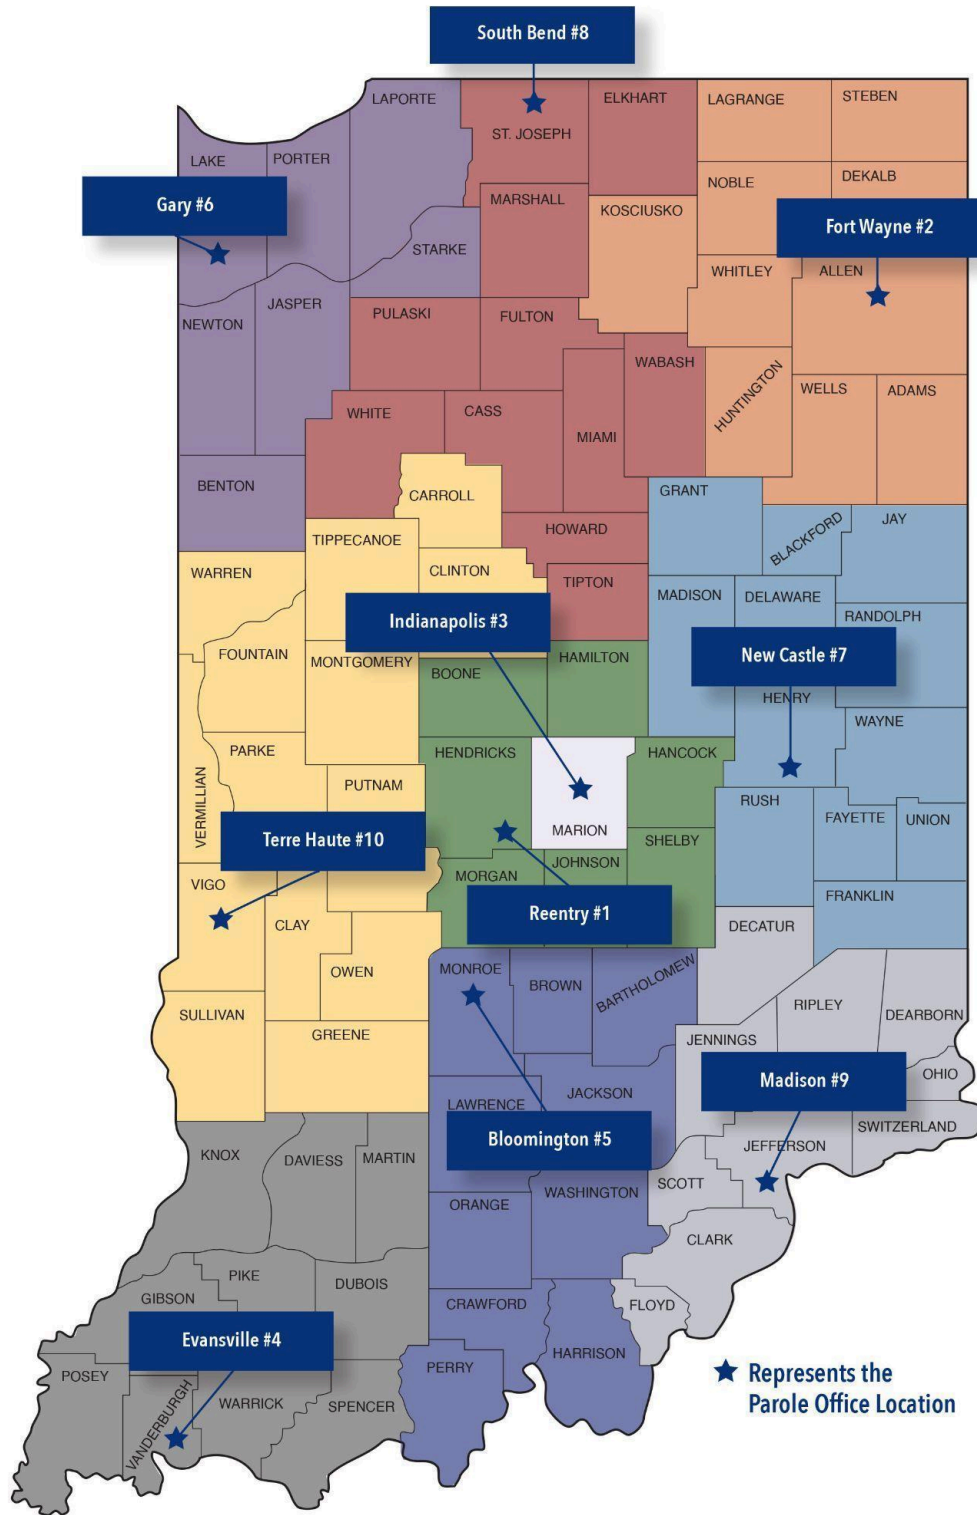 South Bend #8
LAPORTE
ELKHART
LAGRANGE
STEBEN
ST. JOSEPH
LAKE
PORTER
NOBLE
DEKALB
MARSHALL
KOSCIUSKO
Gary #6
Fort Wayne #2
STARKE
WHITLEY
ALLEN
JASPER
NEWTON
PULASKI
FULTON
WABASH
HUNTINGTON
WELLS
ADAMS
WHITE
CASS
MIAMI
BENTON
CARROLL
GRANT
BLACKFORD
JAY
HOWARD
TIPPECANOE
CLINTON
WARREN
TIPTON
MADISON
DELAWARE
RANDOLPH
Indianapolis #3
FOUNTAIN
MONTGOMERY
BOONE
HAMILTON
New Castle #7
HENRY
WAYNE
PARKE
HENDRICKS
HANCOCK
VERMILLIAN
PUTNAM
RUSH
FAYETTE
UNION
MARION
Terre Haute #10
SHELBY
JOHNSON
MORGAN
VIGO
FRANKLIN
Reentry #1
CLAY
DECATUR
OWEN
MONROE
BROWN
BARTHOLOMEW
RIPLEY
DEARBORN
SULLIVAN
GREENE
JENNINGS
OHIO
Madison #9
JACKSON
LAWRENCE
SWITZERLAND
Bloomington #5
JEFFERSON
KNOX
DAVIESS
MARTIN
SCOTT
WASHINGTON
ORANGE
CLARK
PIKE
DUBOIS
GIBSON
CRAWFORD
FLOYD
Evansville #4
HARRISON
PERRY
POSEY
VANDERBURGH
WARRICK
SPENCER
Represents the
Parole Office Location